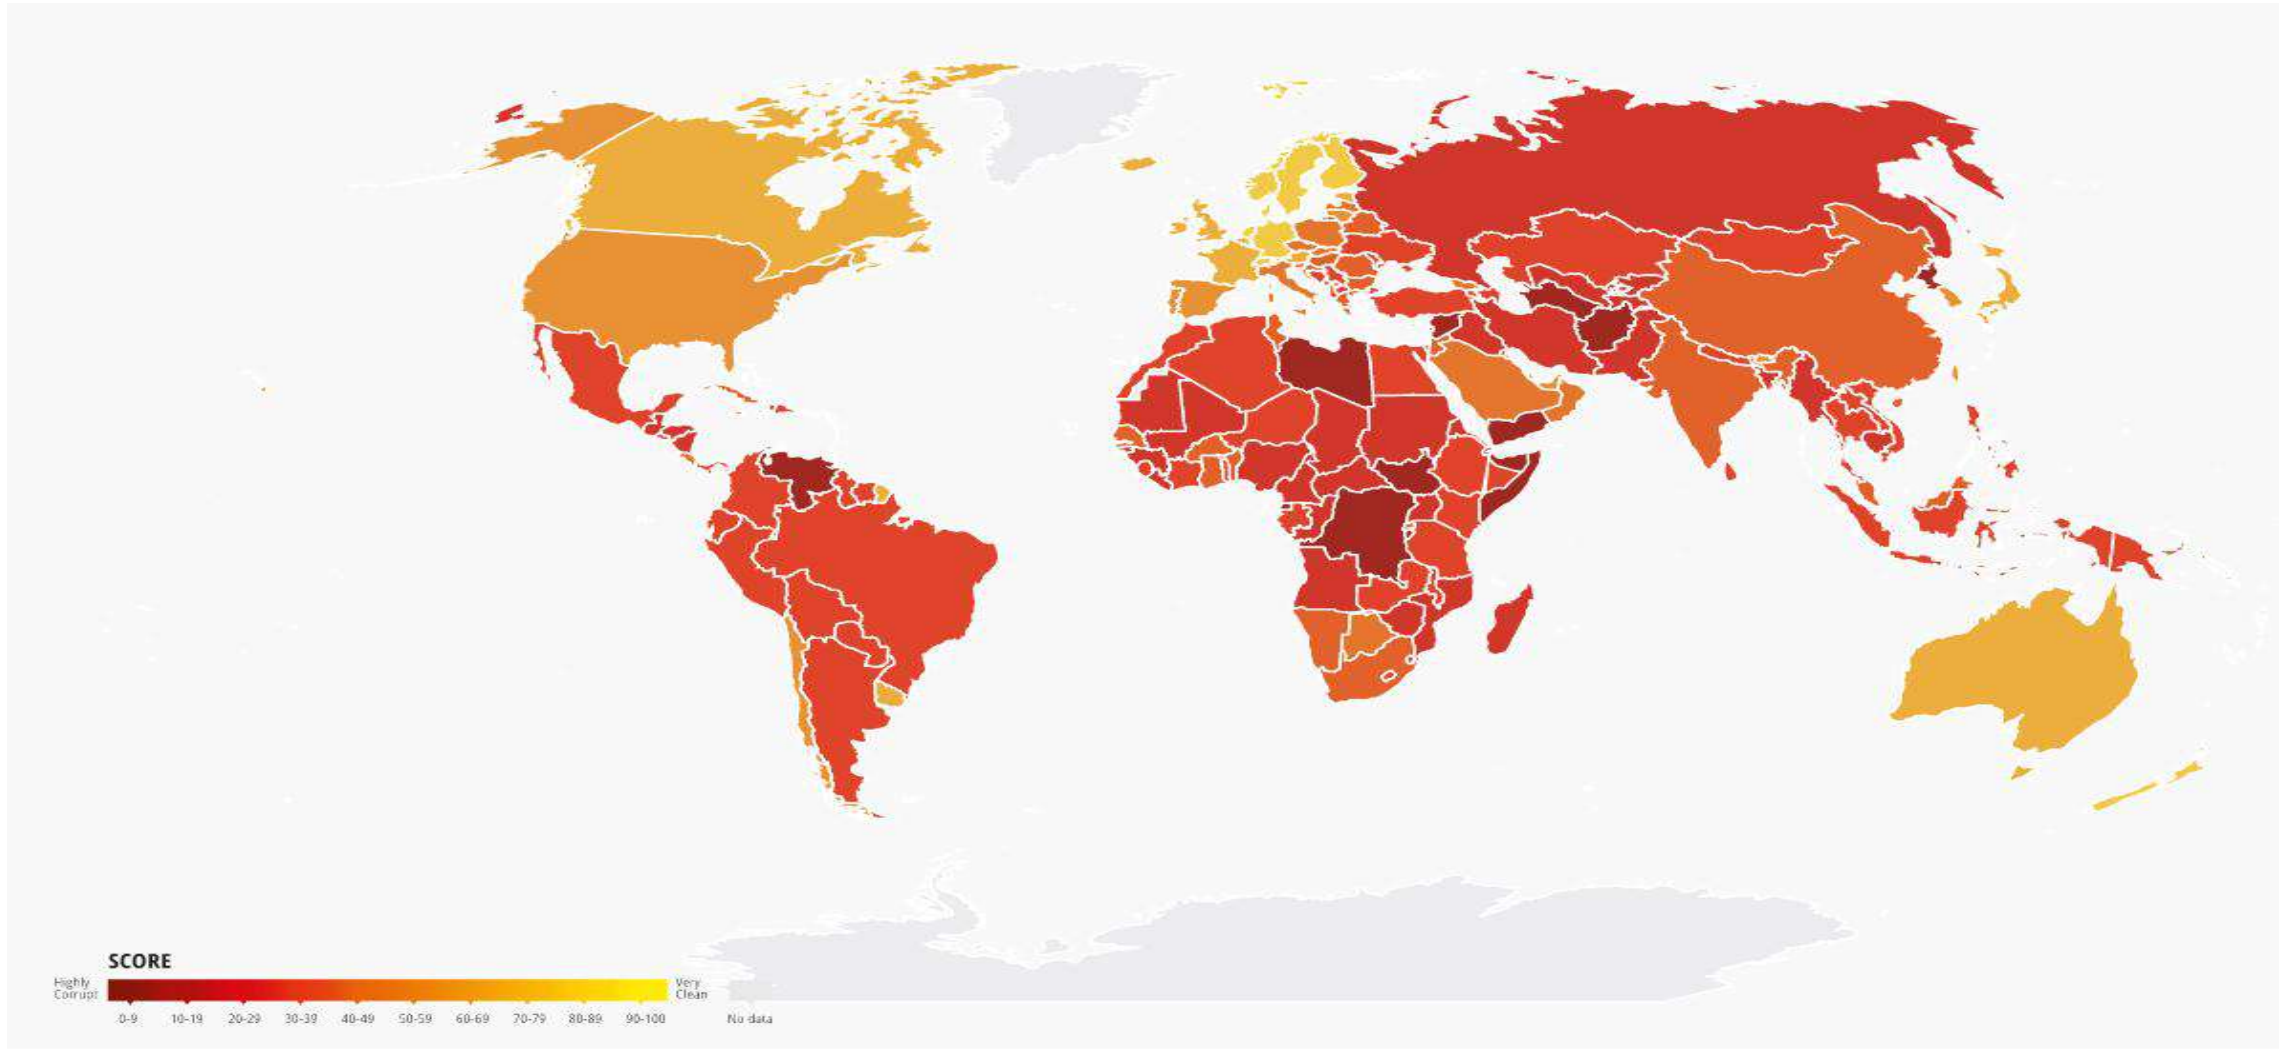 SCORE
Highly
Corrupt
Very
Clean
0-9 10-19 20-29 30-39 40-49 50-59 60-69 70-79 80-89 90-100 No data